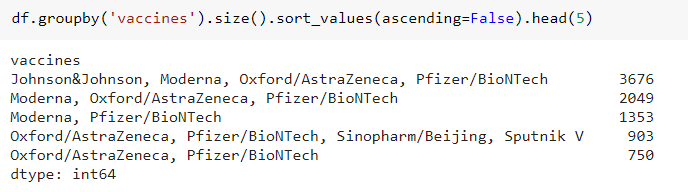 df.groupby('vaccines').size().sort_values(ascending=False).head(5)
vaccines
Johnson&Johnson, Moderna, Oxford/AstraZeneca, Pfizer/BioNTech 3676
Moderna, Oxford/AstraZeneca, Pfizer/BioNTech 2049
Moderna, Pfizer/BioNTech 1353
Oxford/AstraZeneca, Pfizer/BioNTech, Sinopharm/Beijing, Sputnik V 903
Oxford/AstraZeneca, Pfizer/BioNTech 750
dtype: int64